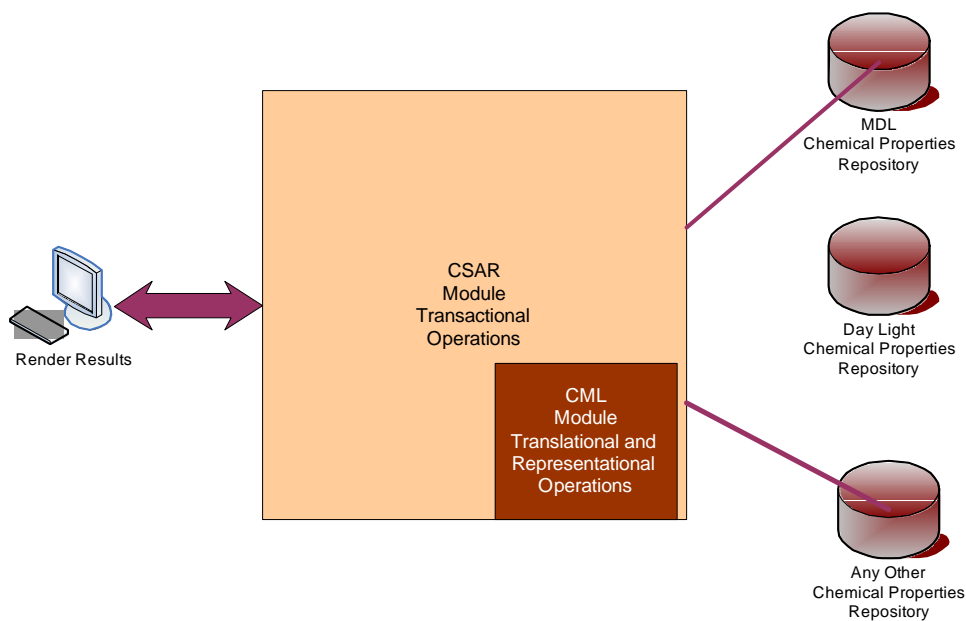 MDL
Chemical Properties
Repository
CSAR
Module
Transactional
Operations
Day Light
Chemical Properties
Repository
Render Results
CML
Module
Translational and
Representational
Operations
Any Other
Chemical Properties
Repository